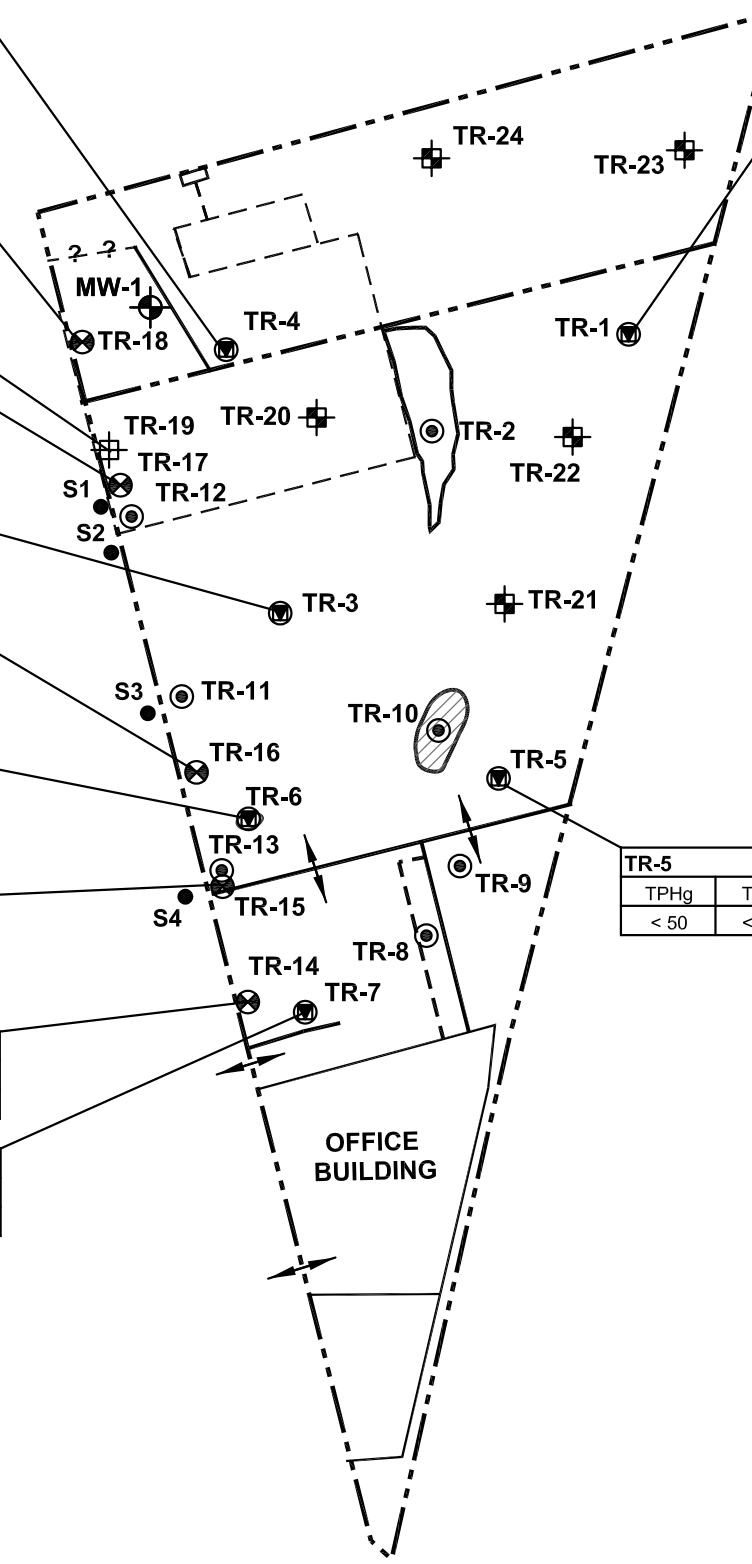 TR-24
TR-23
? ?
MW-1
TR-18
TR-4
TR-1
TR-20
TR-2
TR-19
TR-17
TR-22
S1
TR-12
S2
TR-3
TR-21
TR-11
S3
TR-10
TR-16
TR-5
TR-6
TR-13
TR-9
TR-5
TPHg T
< 50 <
TR-15
S4
TR-8
TR-14
TR-7
OFFICE
BUILDING